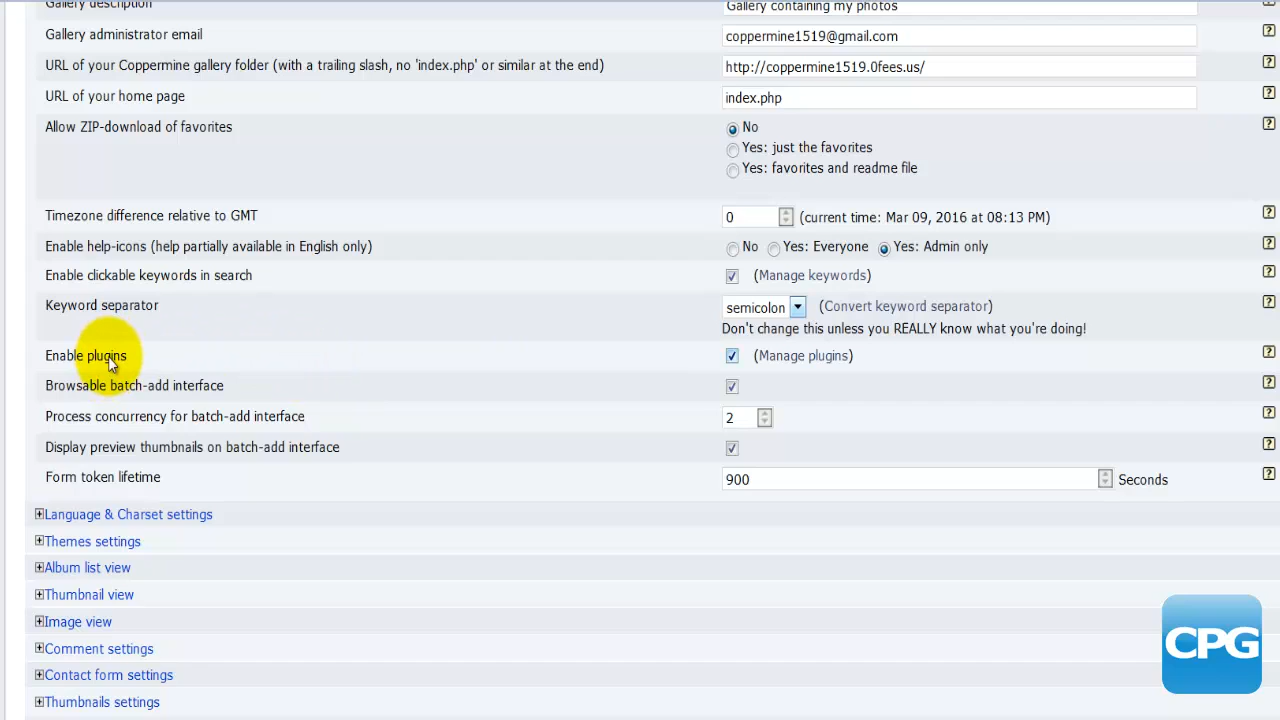 Gallery description
Gallery containing my photos
Gallery administrator email
coppermine1519@gmail.com
URL of your Coppermine gallery folder (with a trailing slash, no 'index.php' or similar at the end)
http://coppermine1519.0fees.us/
URL of your home page
index.php
Allow ZIP-download of favorites
No
Yes: just the favorites
Yes: favorites and readme file
Timezone difference relative to GMT
0 (current time: Mar 09, 2016 at 08:13 PM)
Enable help-icons (help partially available in English only)
No Yes: Everyone Yes: Admin only
Enable clickable keywords in search
(Manage keywords)
Keyword separator
semicolon (Convert keyword separator)
Don't change this unless you REALLY know what you're doing!
Enable plugins
(Manage plugins)
Browsable batch-add interface
Process concurrency for batch-add interface
2
Display preview thumbnails on batch-add interface
Form token lifetime
900 Seconds
Language & Charset settings
Themes settings
Album list view
Thumbnail view
Image view
Comment settings
Contact form settings
Thumbnails settings
CPG